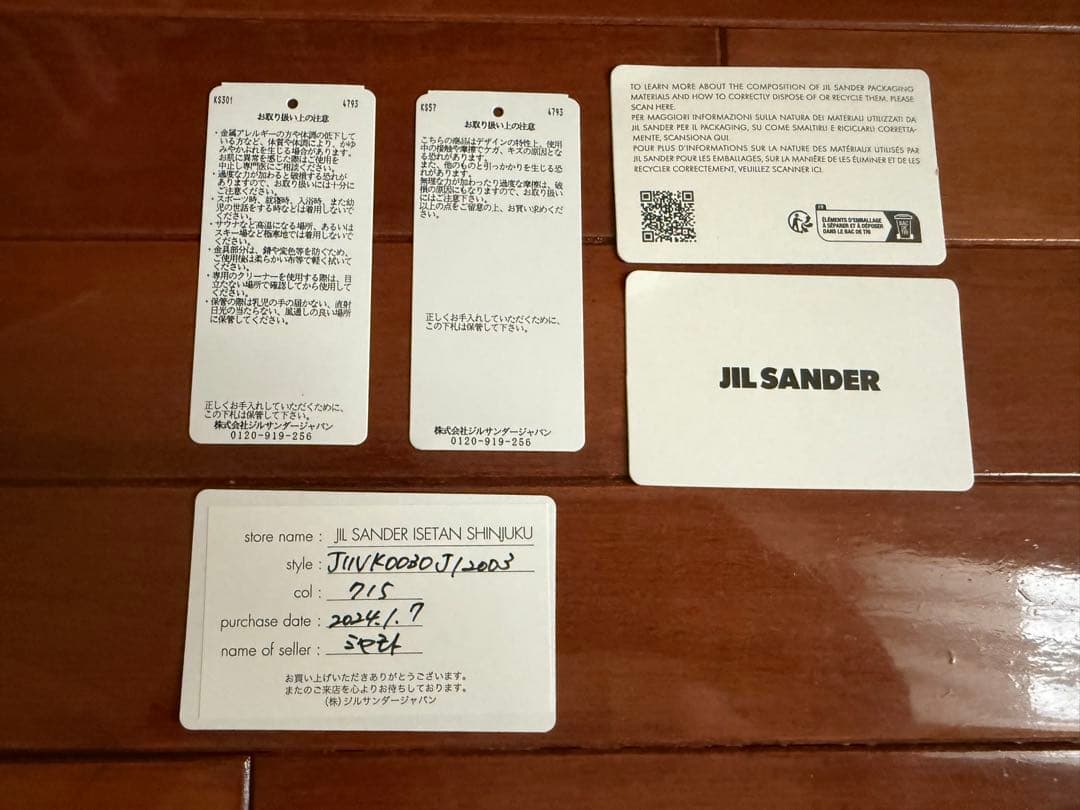 KS301 4793
お取り扱い上の注意
・金属アレルギーの方や体調の低下して
いる方など、体質や体調により、かゆ
みやかぶれを生じる場合があります。
お肌に異常を感じた際はご使用を
中止し専門医にご相談ください。
・過度な力が加わると破損する恐れが
ありますので、お取り扱いには十分に
ご注意ください。
・スポーツ時、就寝時、入浴時、また幼
児の世話をする時などは着用しないで
ください。
・サウナなど高温になる場所、あるいは
スキー場など極寒地では着用しないで
ください。
・金具部分は、錆や変色等を防ぐため、
ご使用後は柔らかい布等で軽く拭いて
ください。
・専用のクリーナーを使用する際は、目
立たない場所で確認してから使用して
ください。
・保管の際は乳児の手の届かない、直射
日光の当たらない、風通しの良い場所
に保管してください。
正しくお手入れしていただくために、
この下札は保管して下さい。
株式会社ジルサンダージャパン
0120-919-256
KS57 4793
お取り扱い上の注意
こちらの商品はデザインの特性上、使用
中の接触や摩擦でケガ、キズの原因とな
る恐れがあります。
また、他のものと引っかかりを生じる恐
れがあります。
無理な力が加わったり過度な摩擦は、破
損の原因にもなりますので、お取り扱い
にはご注意下さい。
以上の点をご留意の上、お買い求めくだ
さい。
正しくお手入れしていただくために、
この下札は保管して下さい。
株式会社ジルサンダージャパン
0120-919-256
TO LEARN MORE ABOUT THE COMPOSITION OF JIL SANDER PACKAGING
MATERIALS AND HOW TO CORRECTLY DISPOSE OF OR RECYCLE THEM, PLEASE
SCAN HERE.
PER MAGGIORI INFORMAZIONI SULLA NATURA DEI MATERIALI UTILIZZATI DA
JIL SANDER PER IL PACKAGING, SU COME SMALTIRLI E RICICLARLI CORRETTA-
MENTE, SCANSIONA QUI.
POUR PLUS D'INFORMATIONS SUR LA NATURE DES MATÉRIAUX UTILISÉS PAR
JIL SANDER POUR LES EMBALLAGES, SUR LA MANIÈRE DE LES ÉLIMINER ET DE LES
RECYCLER CORRECTEMENT, VEUILLEZ SCANNER ICI.
FR
ÉLÉMENTS D'EMBALLAGE
À SÉPARER ET À DÉPOSER
DANS LE BAC DE TRI
BAC DE TRI
JIL SANDER
store name : JIL SANDER ISETAN SHINJUKU
style : J11VK0030J12003
col : 715
purchase date : 2024.1.7
name of seller :
お買い上げいただきありがとうございます。
またのご来店を心よりお待ちしております。
(株)ジルサンダージャパン